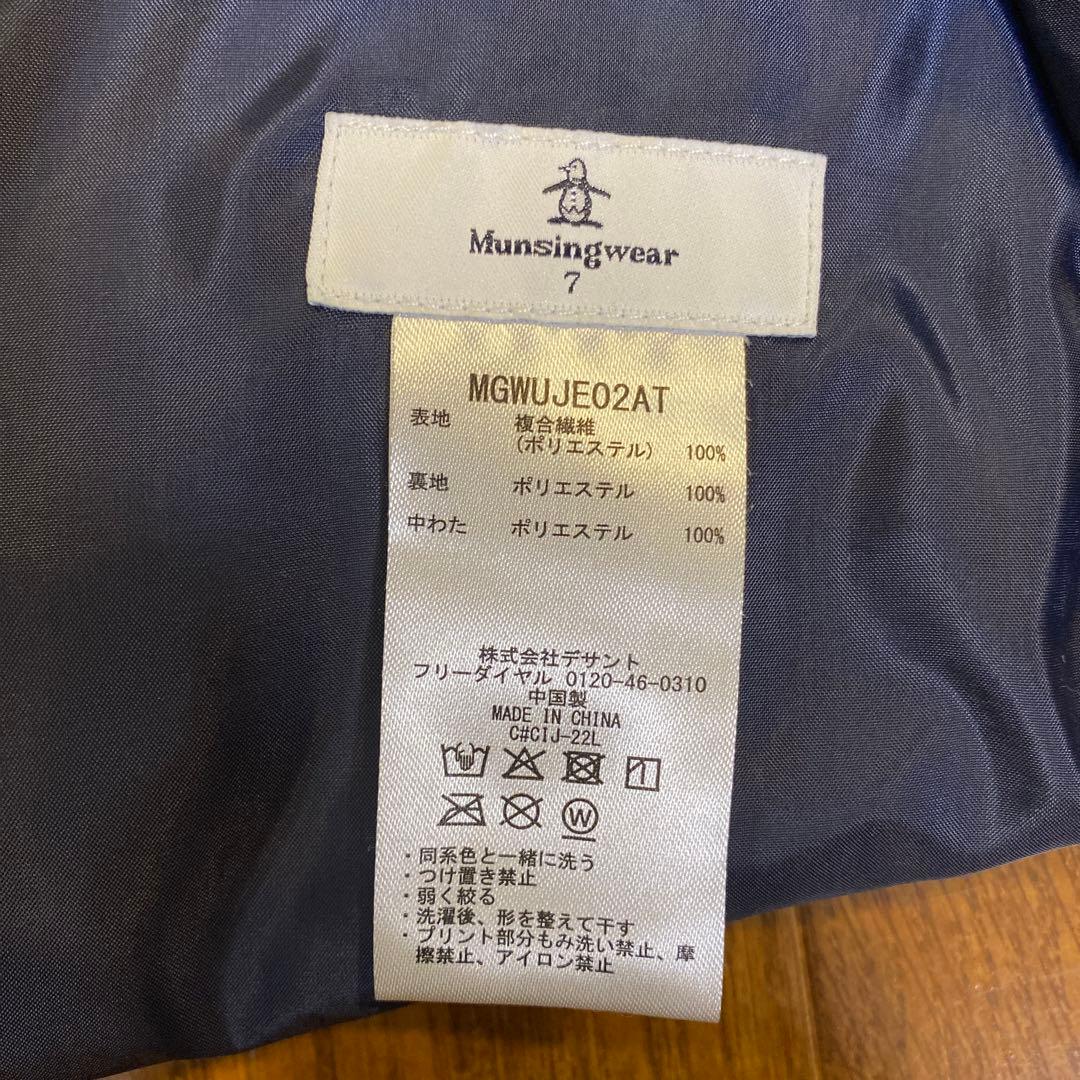 Munsingwear
7
MGWUJE02AT
表地 複合繊維
(ポリエステル) 100%
裏地 ポリエステル 100%
中わた ポリエステル 100%
株式会社デサント
フリーダイヤル 0120-46-0310
中国製
MADE IN CHINA
C#CIJ-22L
W
・同系色と一緒に洗う
・つけ置き禁止
・弱く絞る
・洗濯後、形を整えて干す
・プリント部分もみ洗い禁止、摩
擦禁止、アイロン禁止